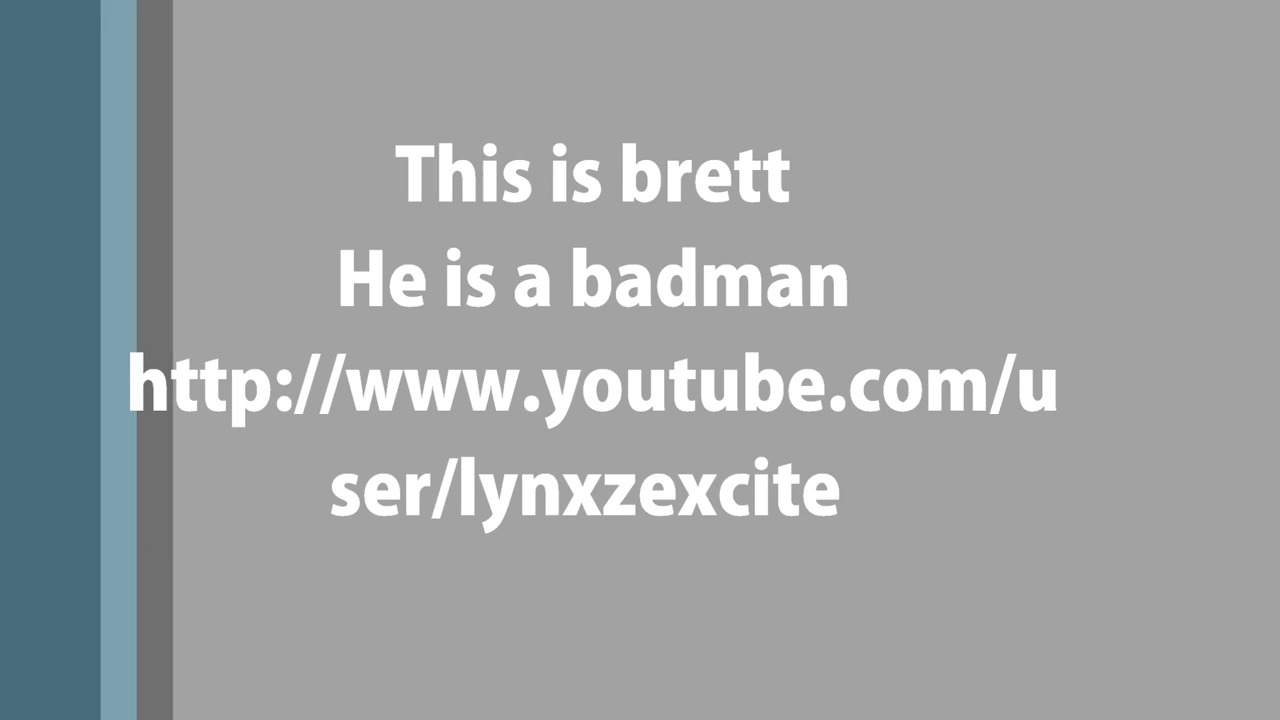 This is brett
He is a badman
http://www.youtube.com/u
ser/lynxzexcite